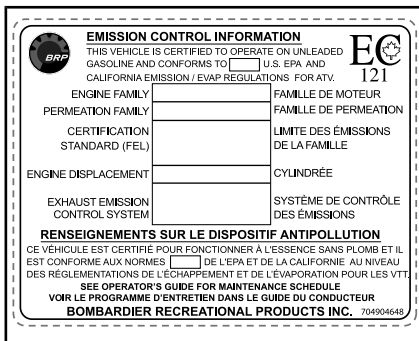 BRP
EMISSION CONTROL INFORMATION
THIS VEHICLE IS CERTIFIED TO OPERATE ON UNLEADED
GASOLINE AND CONFORMS TO U.S. EPA AND
CALIFORNIA EMISSION / EVAP REGULATIONS FOR ATV.
EC
121
ENGINE FAMILY FAMILLE DE MOTEUR
PERMEATION FAMILY FAMILLE DE PERMEATION
CERTIFICATION LIMITE DES ÉMISSIONS
STANDARD (FEL) DE LA FAMILLE
ENGINE DISPLACEMENT CYLINDRÉE
EXHAUST EMISSION SYSTÈME DE CONTRÔLE
CONTROL SYSTEM DES ÉMISSIONS
RENSEIGNEMENTS SUR LE DISPOSITIF ANTIPOLLUTION
CE VÉHICULE EST CERTIFIÉ POUR FONCTIONNER À L'ESSENCE SANS PLOMB ET IL
EST CONFORME AUX NORMES DE L'EPA ET DE LA CALIFORNIE AU NIVEAU
DES RÉGLEMENTATIONS DE L'ÉCHAPPEMENT ET DE L'ÉVAPORATION POUR LES VTT.
SEE OPERATOR'S GUIDE FOR MAINTENANCE SCHEDULE
VOIR LE PROGRAMME D'ENTRETIEN DANS LE GUIDE DU CONDUCTEUR
BOMBARDIER RECREATIONAL PRODUCTS INC. 704904648